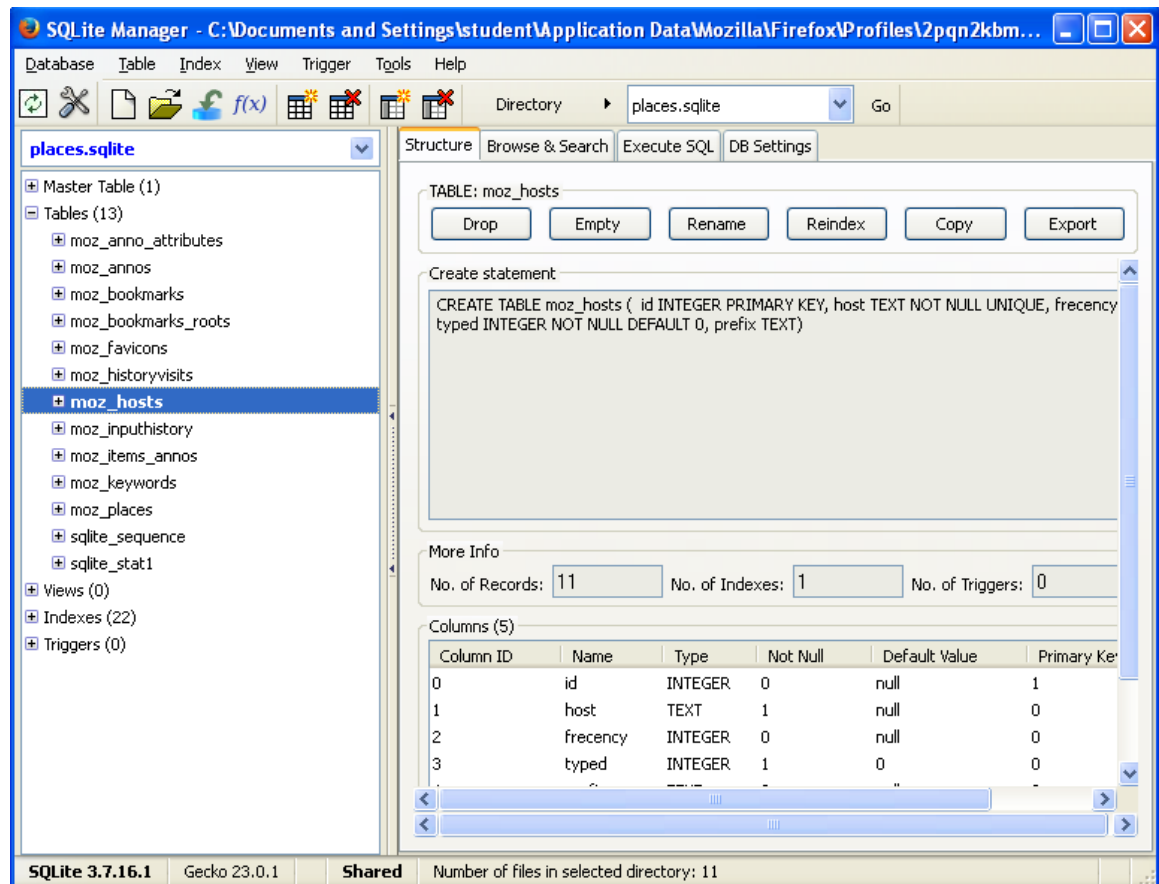 SQLite Manager - C:\Documents and Settings\student\Application Data\Mozilla\Firefox\Profiles\2pqn2kbm...
Database Table Index View Trigger Tools Help
f(x) Directory places.sqlite Go
places.sqlite
Master Table (1)
Tables (13)
moz_anno_attributes
moz_annos
moz_bookmarks
moz_bookmarks_roots
moz_favicons
moz_historyvisits
moz_hosts
moz_inputhistory
moz_items_annos
moz_keywords
moz_places
sqlite_sequence
sqlite_stat1
Views (0)
Indexes (22)
Triggers (0)
Structure Browse & Search Execute SQL DB Settings
TABLE: moz_hosts
Drop Empty Rename Reindex Copy Export
Create statement
CREATE TABLE moz_hosts ( id INTEGER PRIMARY KEY, host TEXT NOT NULL UNIQUE, frecency
typed INTEGER NOT NULL DEFAULT 0, prefix TEXT)
More Info
No. of Records: 11 No. of Indexes: 1 No. of Triggers: 0
Columns (5)
Column ID Name Type Not Null Default Value Primary Ke
0 id INTEGER 0 null 1
1 host TEXT 1 null 0
2 frecency INTEGER 0 null 0
3 typed INTEGER 1 0 0
SQLite 3.7.16.1 Gecko 23.0.1 Shared Number of files in selected directory: 11